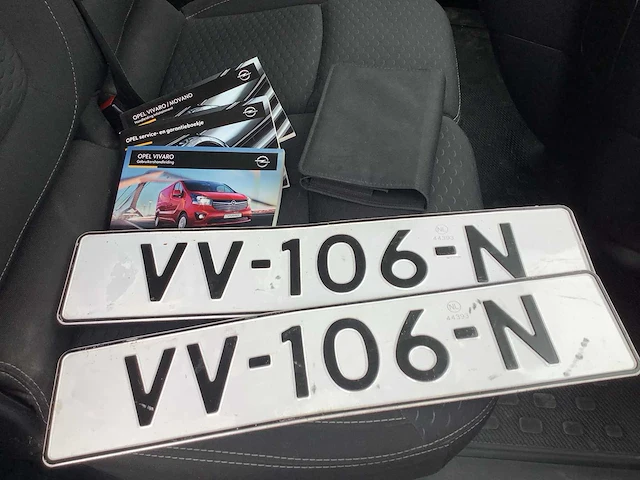 OPEL VIVARO / MOVANO
OPEL service- en garantieboekje
OPEL VIVARO
Gebruikershandleiding
VV-106-N
NL
VV-106-N
NL